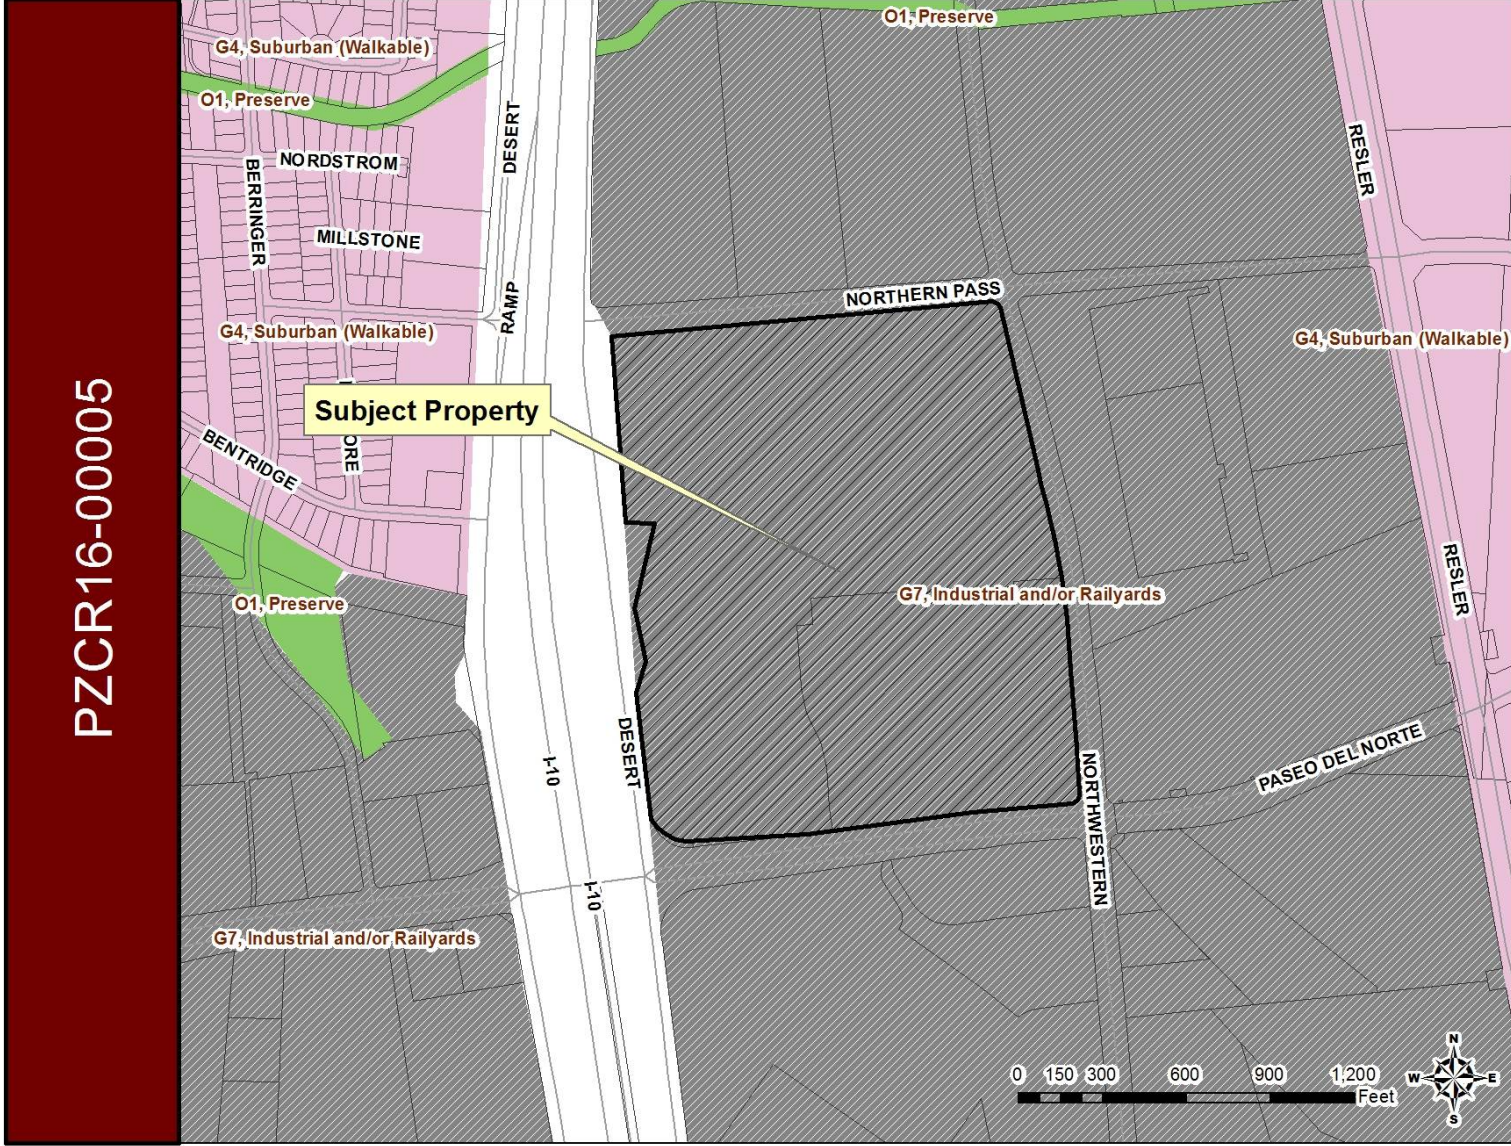 PZCR16-00005
O1, Preserve
G4, Suburban (Walkable)
O1, Preserve
DESERT
NORDSTROM
BERRINGER
RESLER
MILLSTONE
RAMP
NORTHERN PASS
G4, Suburban (Walkable)
G4, Suburban (Walkable)
Subject Property
ORE
BENTRIDGE
RESLER
G7, Industrial and/or Railyards
O1, Preserve
DESERT
I-10
PASEO DEL NORTE
NORTHWESTERN
I-10
G7, Industrial and/or Railyards
N
0 150 300 600 900 1,200
W E
Feet
S